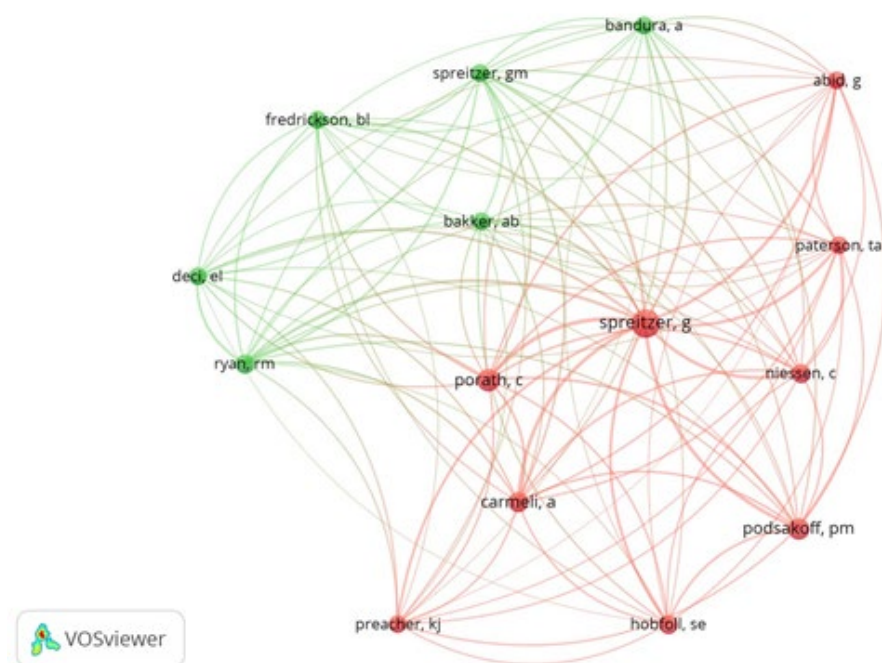 bandura, a
spreitzer, gm
abid, g
fredrickson, bl
bakker, ab
paterson, ta
deci, el
spreitzer, g
ryan, rm
porath, c
niessen, c
carmeli, a
podsakoff, pm
preacher, kj
hobfoll, se
VOSviewer